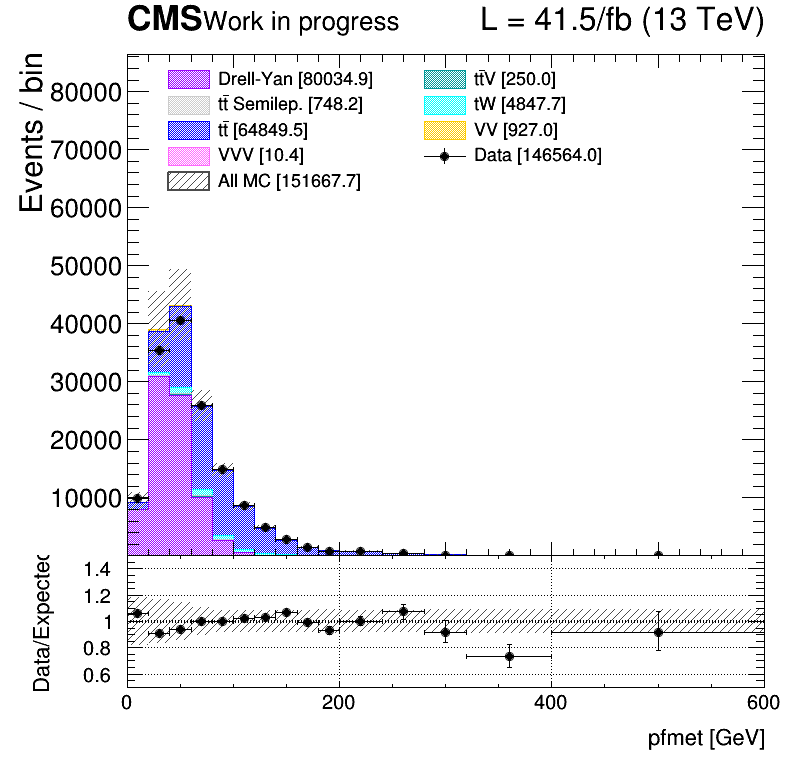 CMS Work in progress L = 41.5/fb (13 TeV)
Drell-Yan [80034.9] tt̄V [250.0]
tt̄ Semilep. [748.2] tW [4847.7]
tt̄ [64849.5] VV [927.0]
VVV [10.4] Data [146564.0]
All MC [151667.7]
Events / bin
80000
70000
60000
50000
40000
30000
20000
10000
Data/Expected
1.4
1.2
1
0.8
0.6
0 200 400 600
pfmet [GeV]